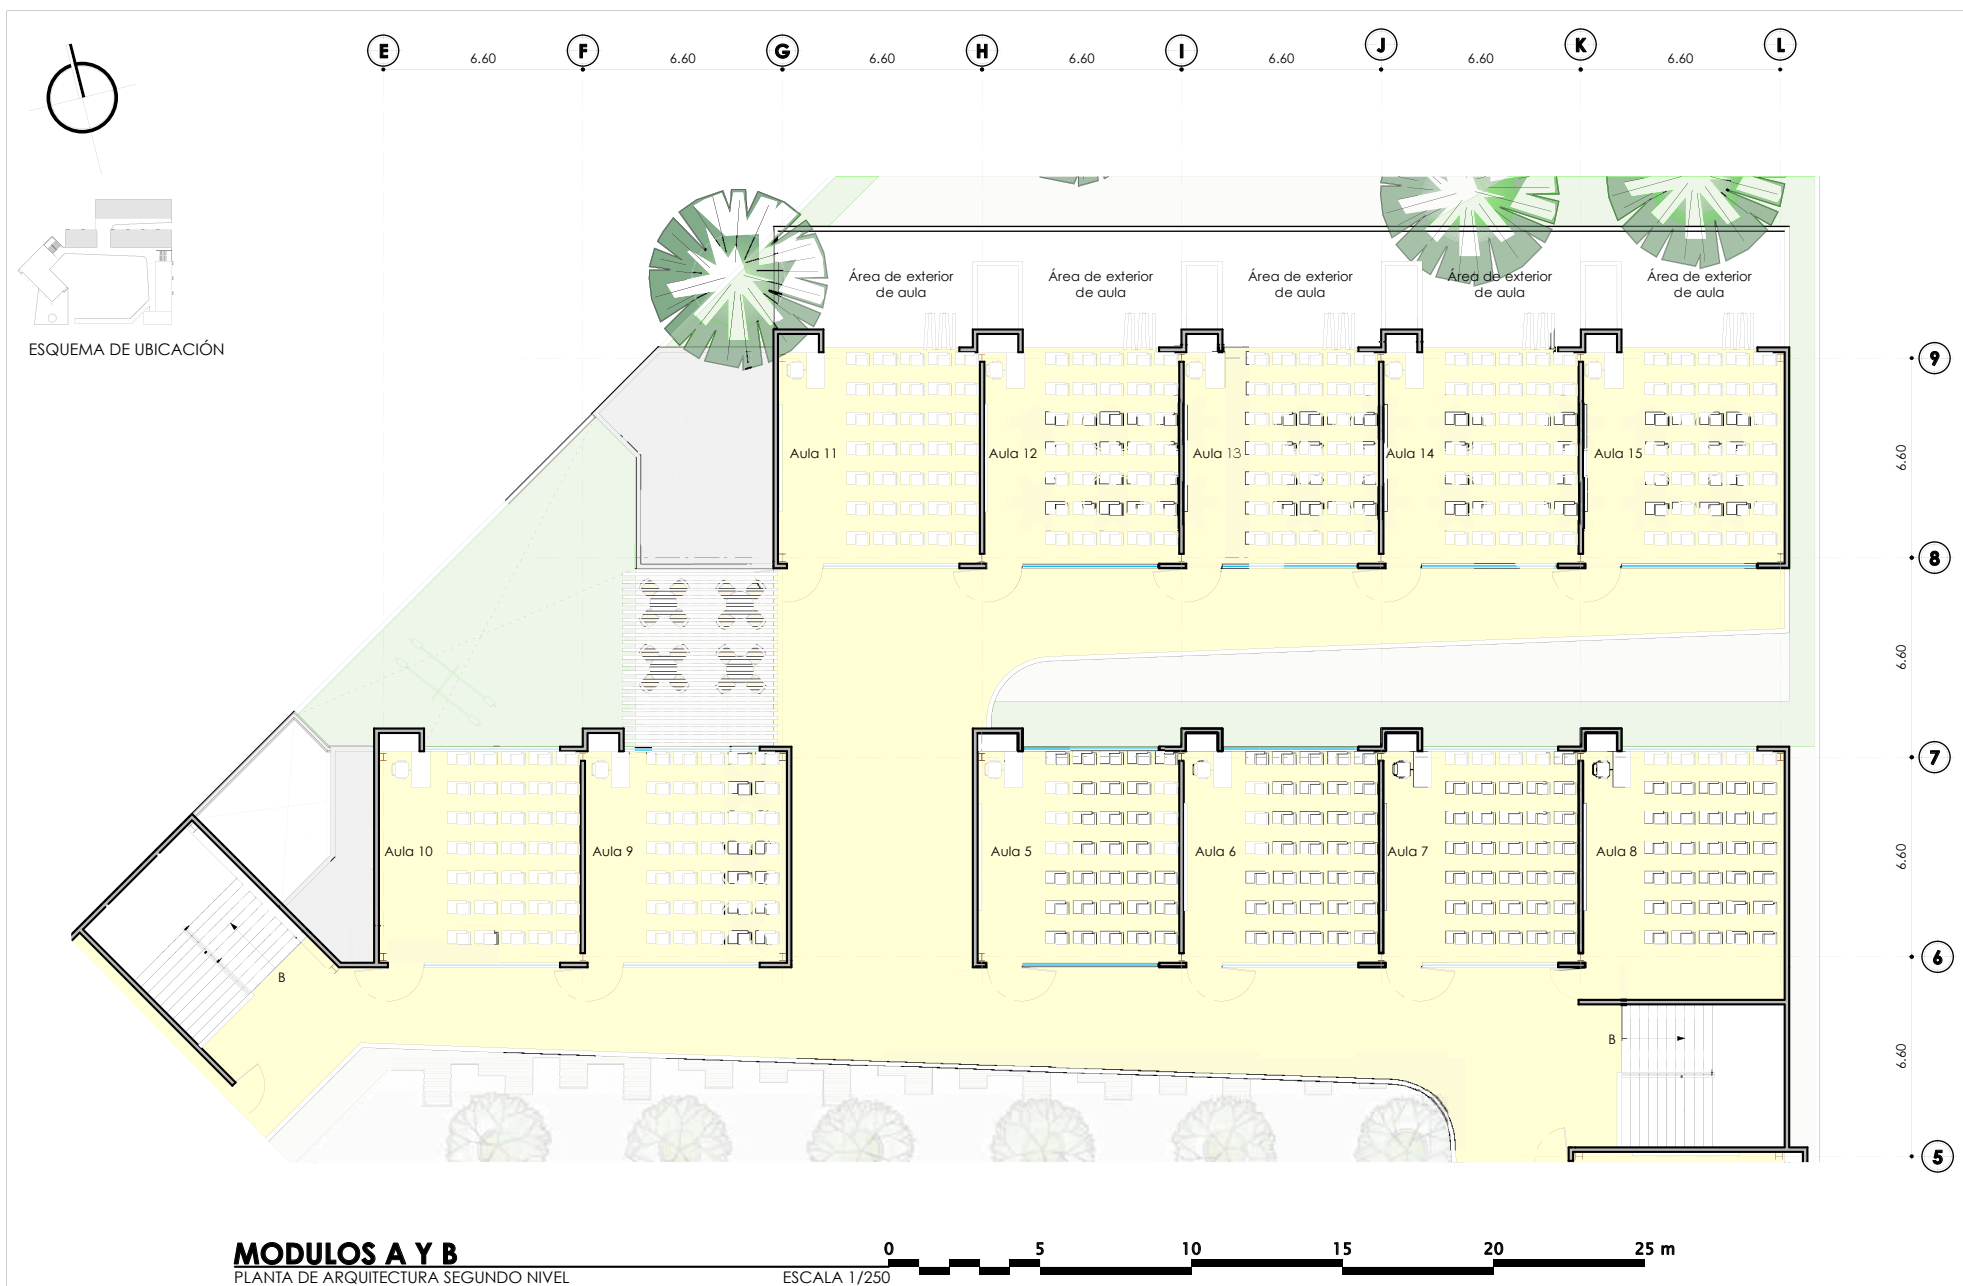 E F G H I J K L
6.60 6.60 6.60 6.60 6.60 6.60 6.60
ESQUEMA DE UBICACIÓN
Área de exterior
de aula
Área de exterior
de aula
Área de exterior
de aula
Área de exterior
de aula
Área de exterior
de aula
9
Aula 11 Aula 12 Aula 13 Aula 14 Aula 15
6.60
8
6.60
7
Aula 10 Aula 9 Aula 5 Aula 6 Aula 7 Aula 8
6.60
6
B
B
6.60
5
MODULOS A Y B
PLANTA DE ARQUITECTURA SEGUNDO NIVEL
ESCALA 1/250
0 5 10 15 20 25 m